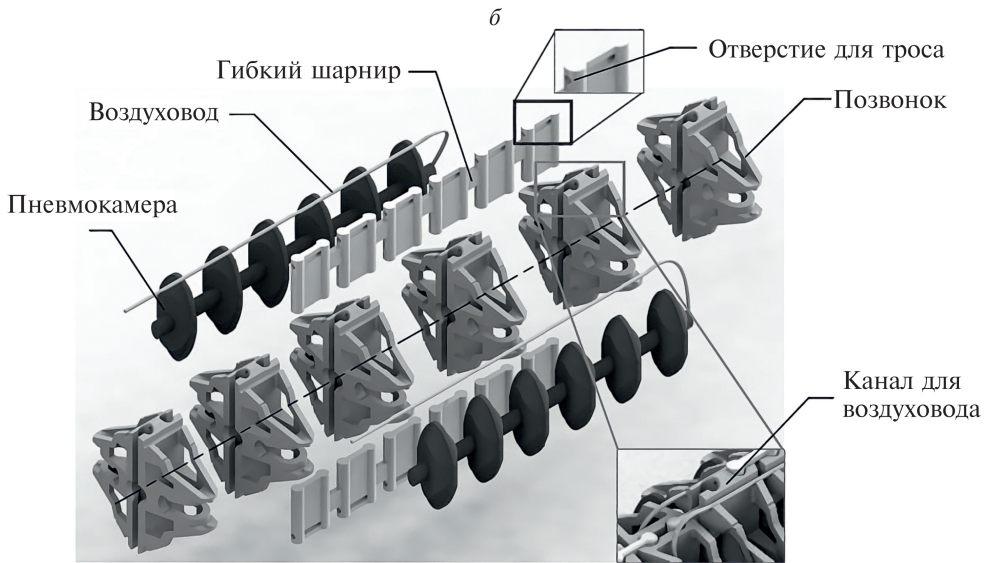 б
Отверстие для троса
Гибкий шарнир
Позвонок
Воздуховод
Пневмокамера
Канал для
воздуховода